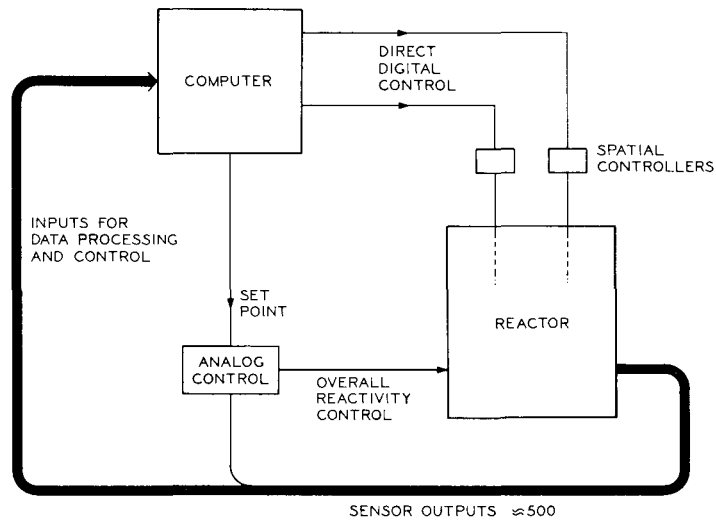 COMPUTER
DIRECT
DIGITAL
CONTROL
SPATIAL
CONTROLLERS
INPUTS FOR
DATA PROCESSING
AND CONTROL
SET
POINT
REACTOR
ANALOG
CONTROL
OVERALL
REACTIVITY
CONTROL
SENSOR OUTPUTS ≈500